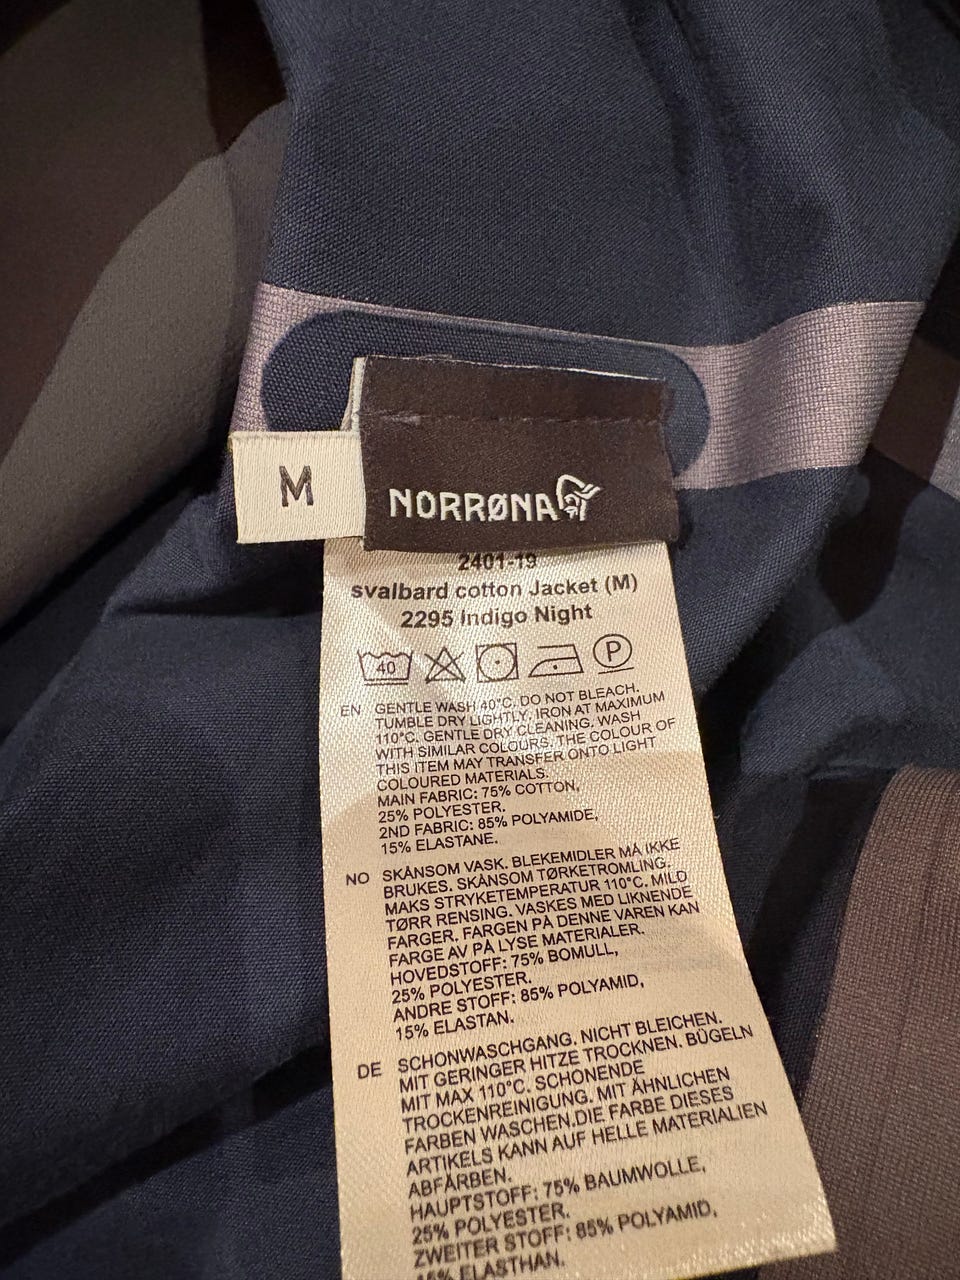 M
NORRØNA
2401-19
svalbard cotton Jacket (M)
2295 Indigo Night
40
P
EN GENTLE WASH 40°C. DO NOT BLEACH.
TUMBLE DRY LIGHTLY. IRON AT MAXIMUM
110°C. GENTLE DRY CLEANING. WASH
WITH SIMILAR COLOURS. THE COLOUR OF
THIS ITEM MAY TRANSFER ONTO LIGHT
COLOURED MATERIALS.
MAIN FABRIC: 75% COTTON,
25% POLYESTER.
2ND FABRIC: 85% POLYAMIDE,
15% ELASTANE.
NO SKÅNSOM VASK. BLEKEMIDLER MÅ IKKE
BRUKES. SKÅNSOM TØRKETROMLING.
MAKS STRYKETEMPERATUR 110°C. MILD
TØRR RENSING. VASKES MED LIKNENDE
FARGER. FARGEN PÅ DENNE VAREN KAN
FARGE AV PÅ LYSE MATERIALER.
HOVEDSTOFF: 75% BOMULL,
25% POLYESTER.
ANDRE STOFF: 85% POLYAMID,
15% ELASTAN.
DE SCHONWASCHGANG. NICHT BLEICHEN.
MIT GERINGER HITZE TROCKNEN. BÜGELN
MIT MAX 110°C. SCHONENDE
TROCKENREINIGUNG. MIT ÄHNLICHEN
FARBEN WASCHEN.DIE FARBE DIESES
ARTIKELS KANN AUF HELLE MATERIALIEN
ABFÄRBEN.
HAUPTSTOFF: 75% BAUMWOLLE,
25% POLYESTER.
ZWEITER STOFF: 85% POLYAMID,
15% ELASTHAN.